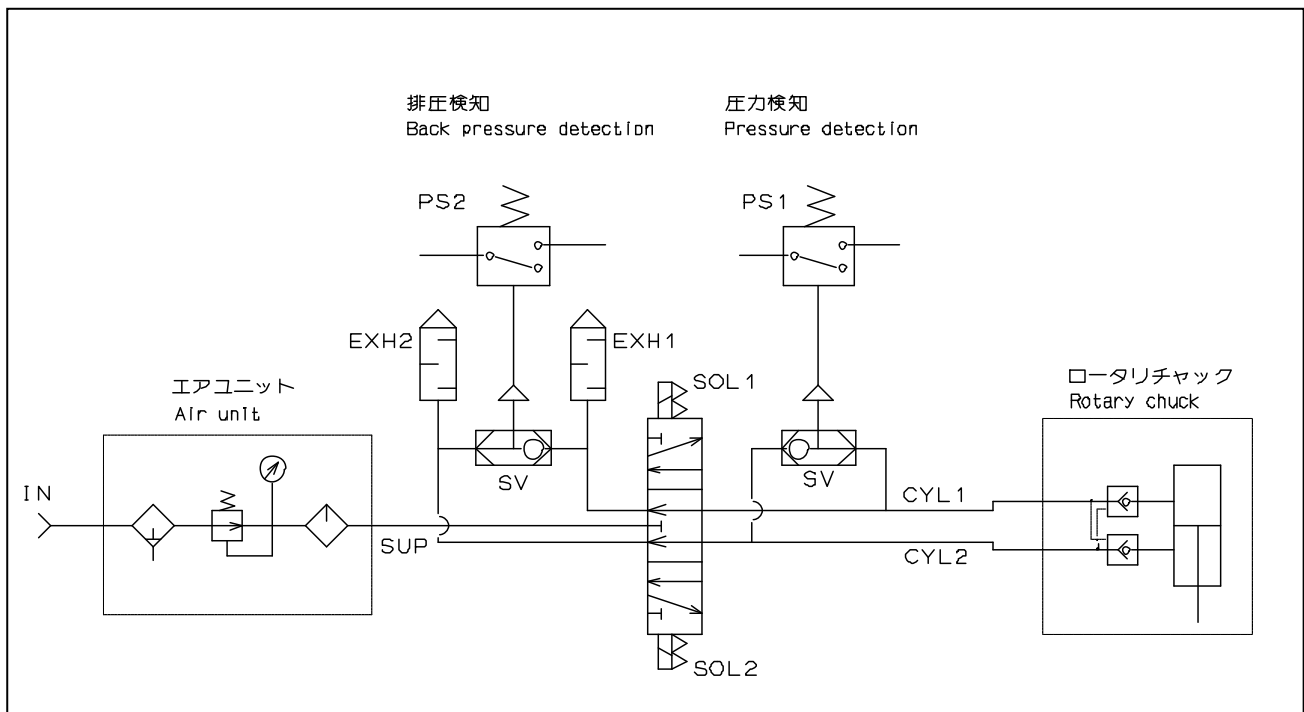 排圧検知
Back pressure detection
圧力検知
Pressure detection
PS2
PS1
EXH2
EXH1
エアユニット
Air unit
SOL1
ロータリチャック
Rotary chuck
IN
SV
SV
CYL1
SUP
CYL2
SOL2